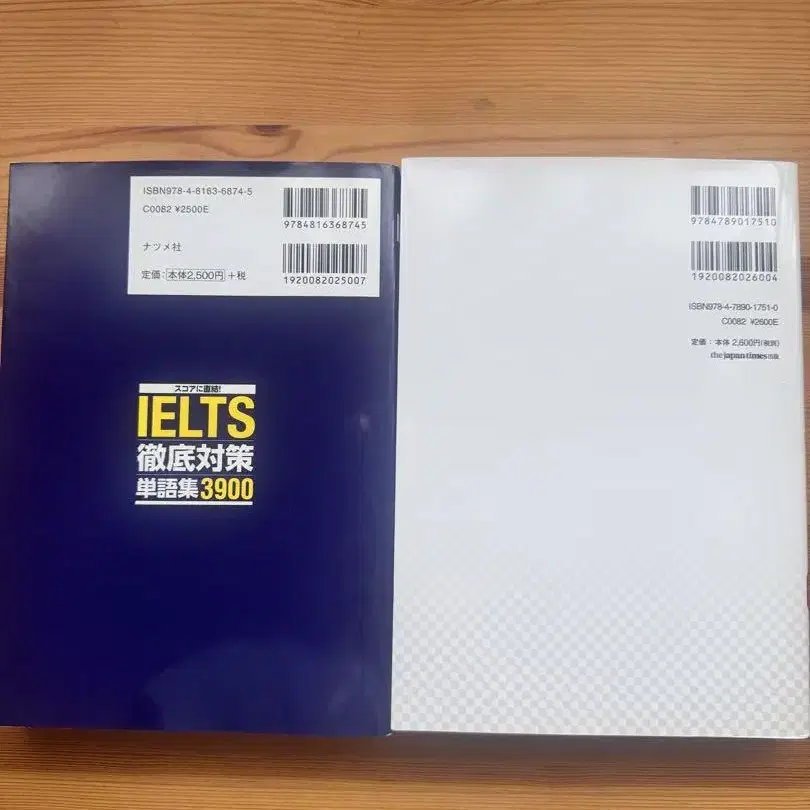 ISBN978-4-8163-6874-5
C0082 ¥2500E
9784816368745
ナツメ社
定価：本体2,500円＋税
1920082025007
スコアに直結!
IELTS
徹底対策
単語集3900
9784789017510
1920082026004
ISBN978-4-7890-1751-0
C0082 ¥2600E
定価：本体 2,600円(税別)
the japan times 出版